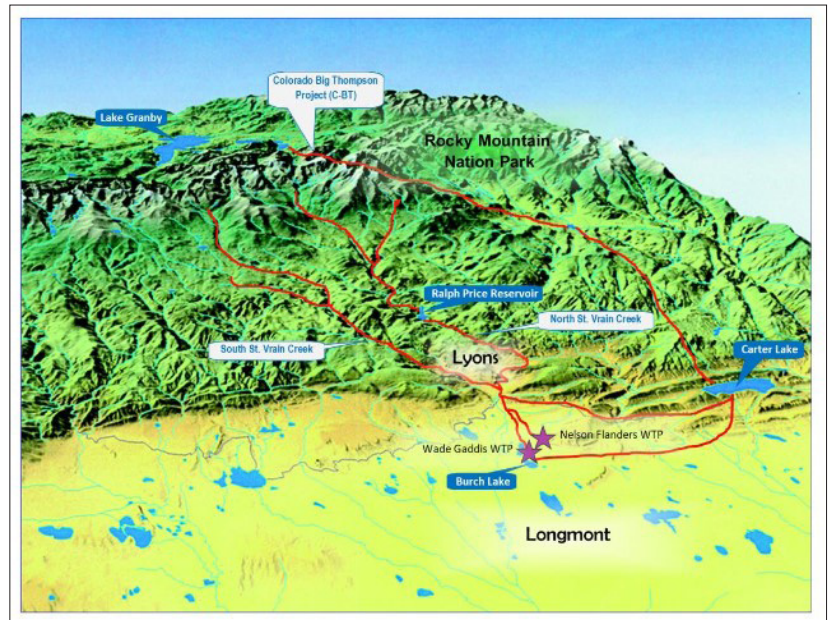 Colorado Big Thompson
Project (C-BT)
Lake Granby
Rocky Mountain
Nation Park
Ralph Price Reservoir
North St. Vrain Creek
South St. Vrain Creek
Lyons
Carter Lake
Nelson Flanders WTP
Wade Gaddis WTP
Burch Lake
Longmont